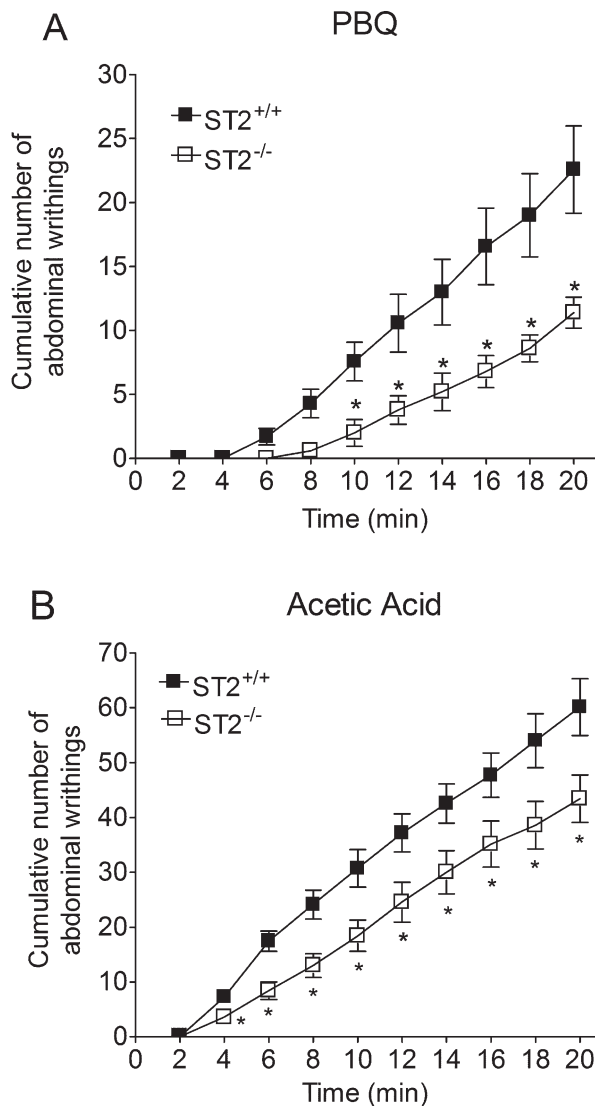 A
PBQ
Cumulative number of
abdominal writhings
30
25
20
15
10
5
0
ST2+/+
ST2-/-
*
*
*
*
*
*
0 2 4 6 8 10 12 14 16 18 20
Time (min)
B
Acetic Acid
Cumulative number of
abdominal writhings
70
60
50
40
30
20
10
0
ST2+/+
ST2-/-
*
*
*
*
*
*
*
*
*
0 2 4 6 8 10 12 14 16 18 20
Time (min)